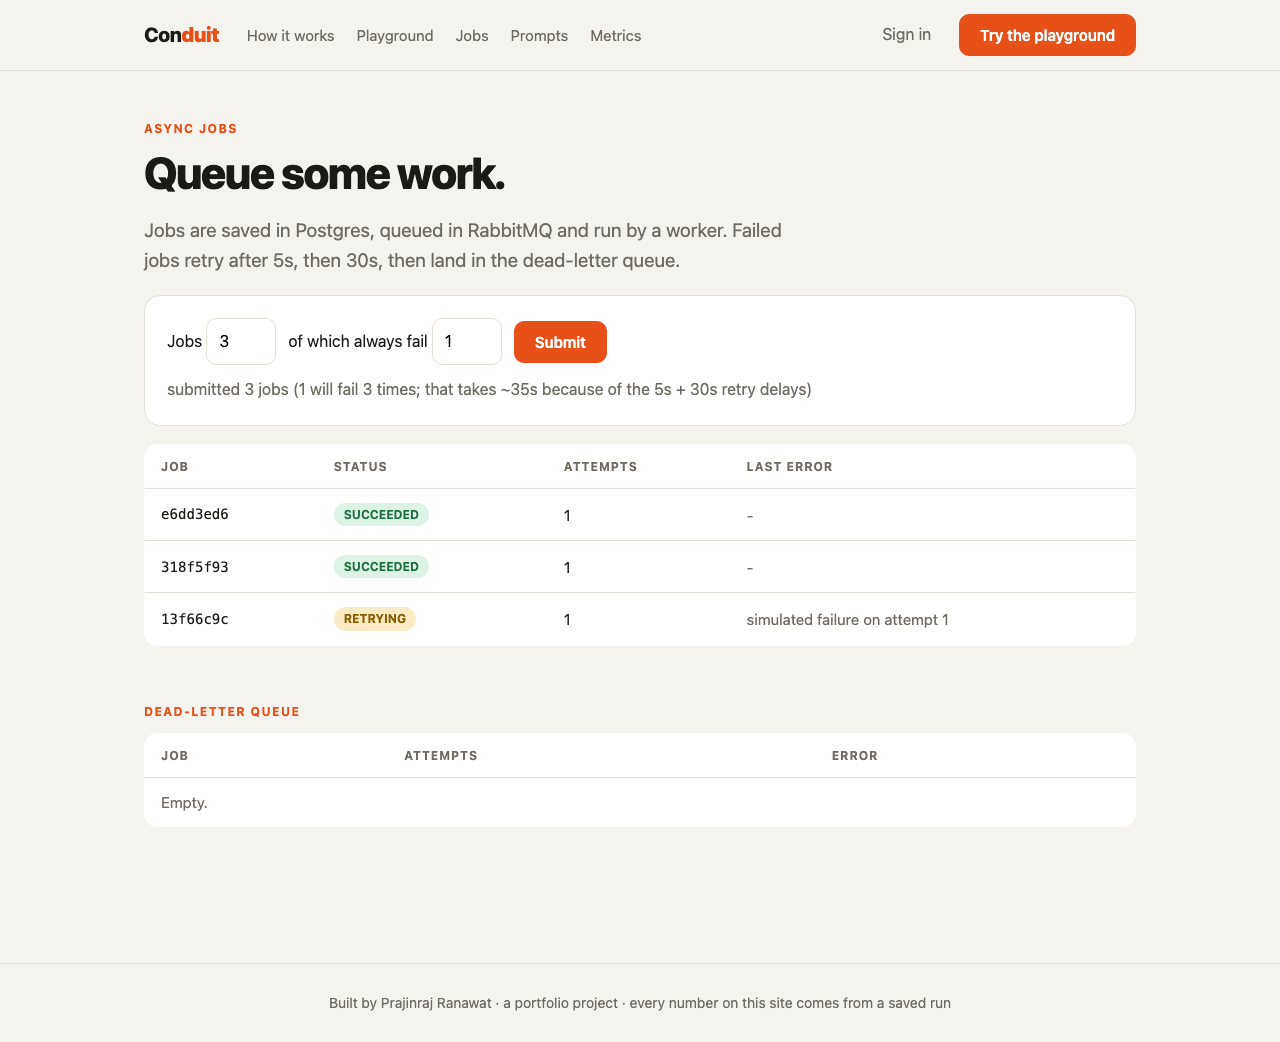 Conduit How it works Playground Jobs Prompts Metrics Sign in Try the playground
ASYNC JOBS
Queue some work.
Jobs are saved in Postgres, queued in RabbitMQ and run by a worker. Failed
jobs retry after 5s, then 30s, then land in the dead-letter queue.
Jobs 3 of which always fail 1 Submit
submitted 3 jobs (1 will fail 3 times; that takes ~35s because of the 5s + 30s retry delays)
JOB STATUS ATTEMPTS LAST ERROR
e6dd3ed6 SUCCEEDED 1 -
318f5f93 SUCCEEDED 1 -
13f66c9c RETRYING 1 simulated failure on attempt 1
DEAD-LETTER QUEUE
JOB ATTEMPTS ERROR
Empty.
Built by Prajinraj Ranawat · a portfolio project · every number on this site comes from a saved run